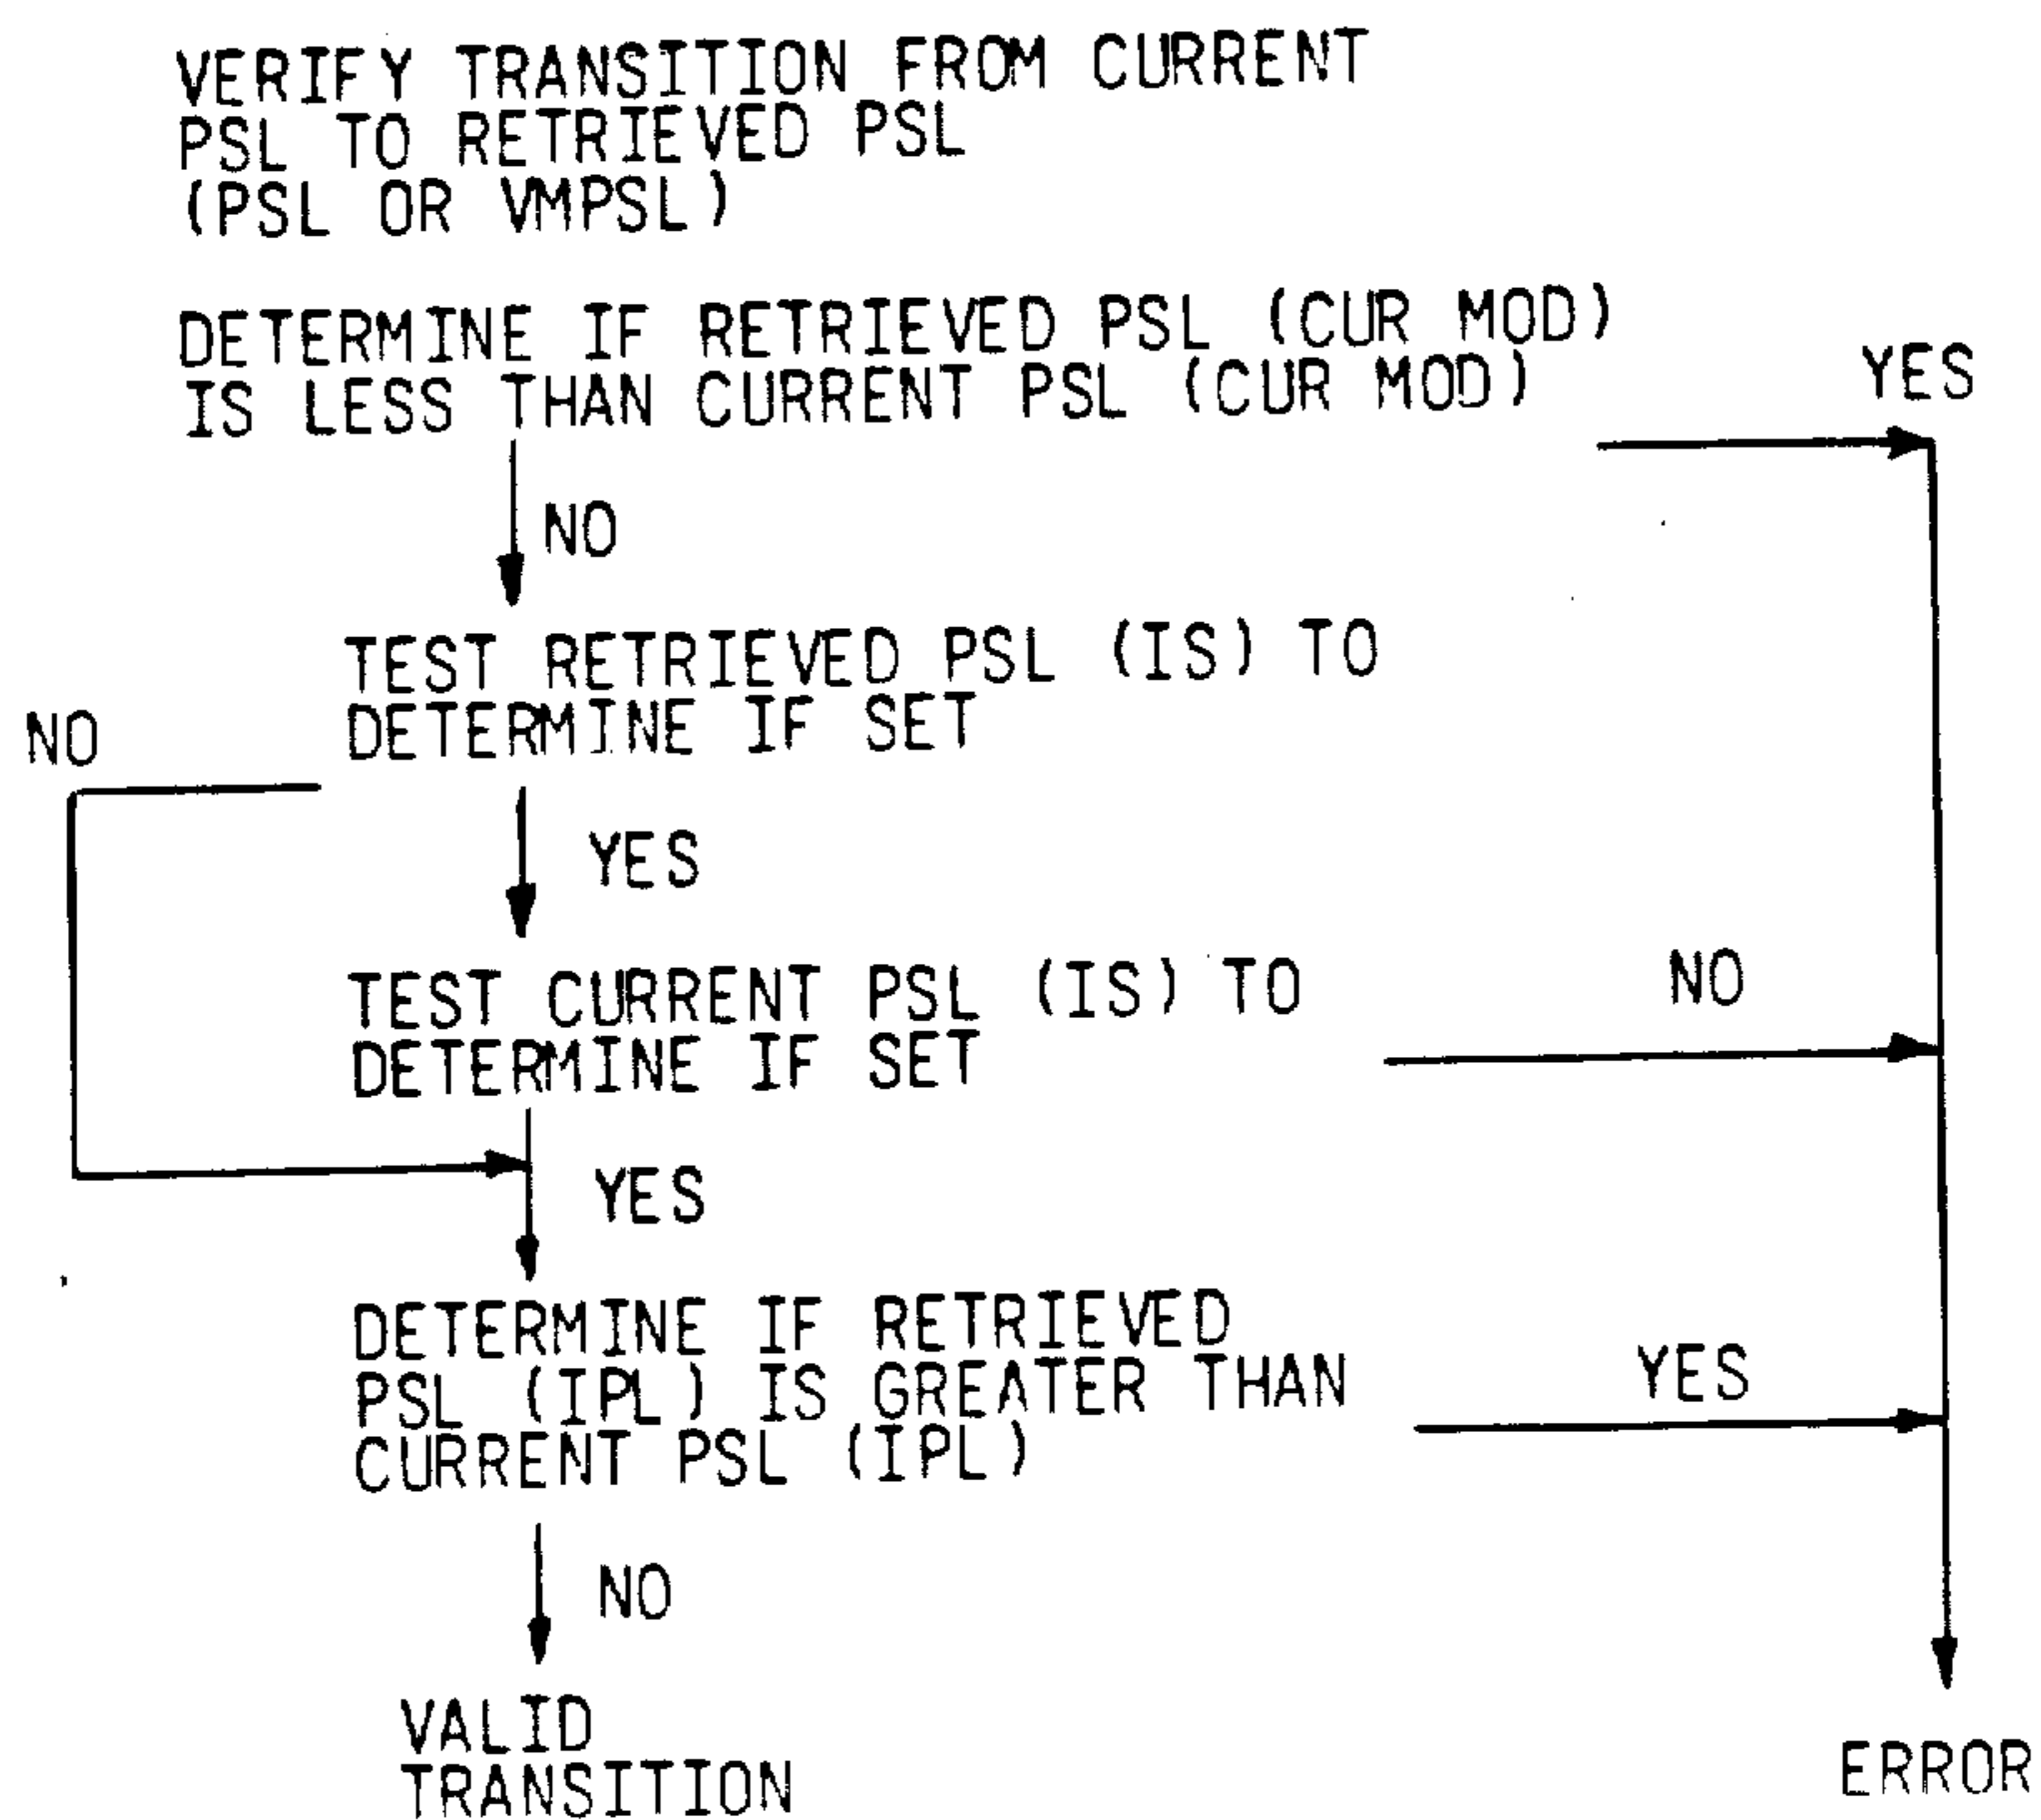 VERIFY TRANSITION FROM CURRENT
PSL TO RETRIEVED PSL
(PSL OR VMPSL)
DETERMINE IF RETRIEVED PSL (CUR MOD)
IS LESS THAN CURRENT PSL (CUR MOD)
YES
NO
TEST RETRIEVED PSL (IS) TO
DETERMINE IF SET
NO
YES
TEST CURRENT PSL (IS) TO
DETERMINE IF SET
NO
YES
DETERMINE IF RETRIEVED
PSL (IPL) IS GREATER THAN
CURRENT PSL (IPL)
YES
NO
VALID
TRANSITION
ERROR